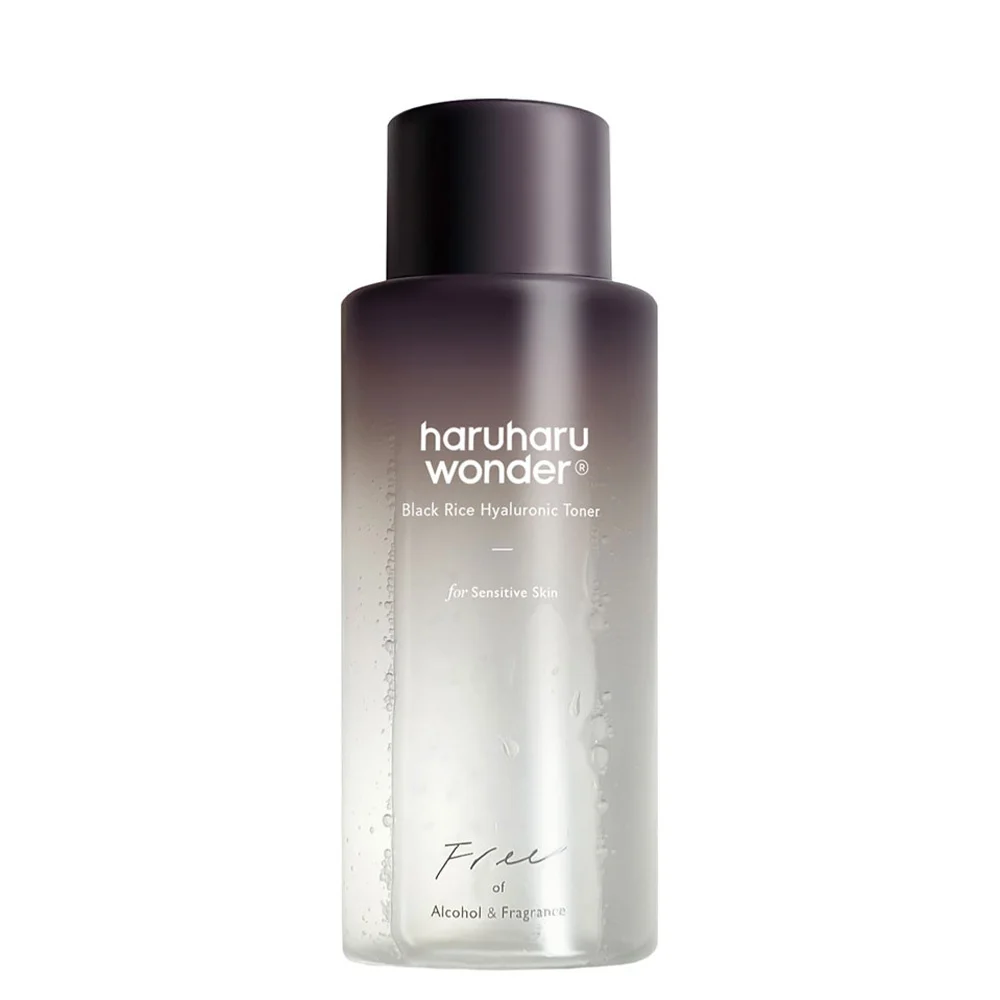 haruharu
wonder®
Black Rice Hyaluronic Toner
for Sensitive Skin
Free
of
Alcohol & Fragrance